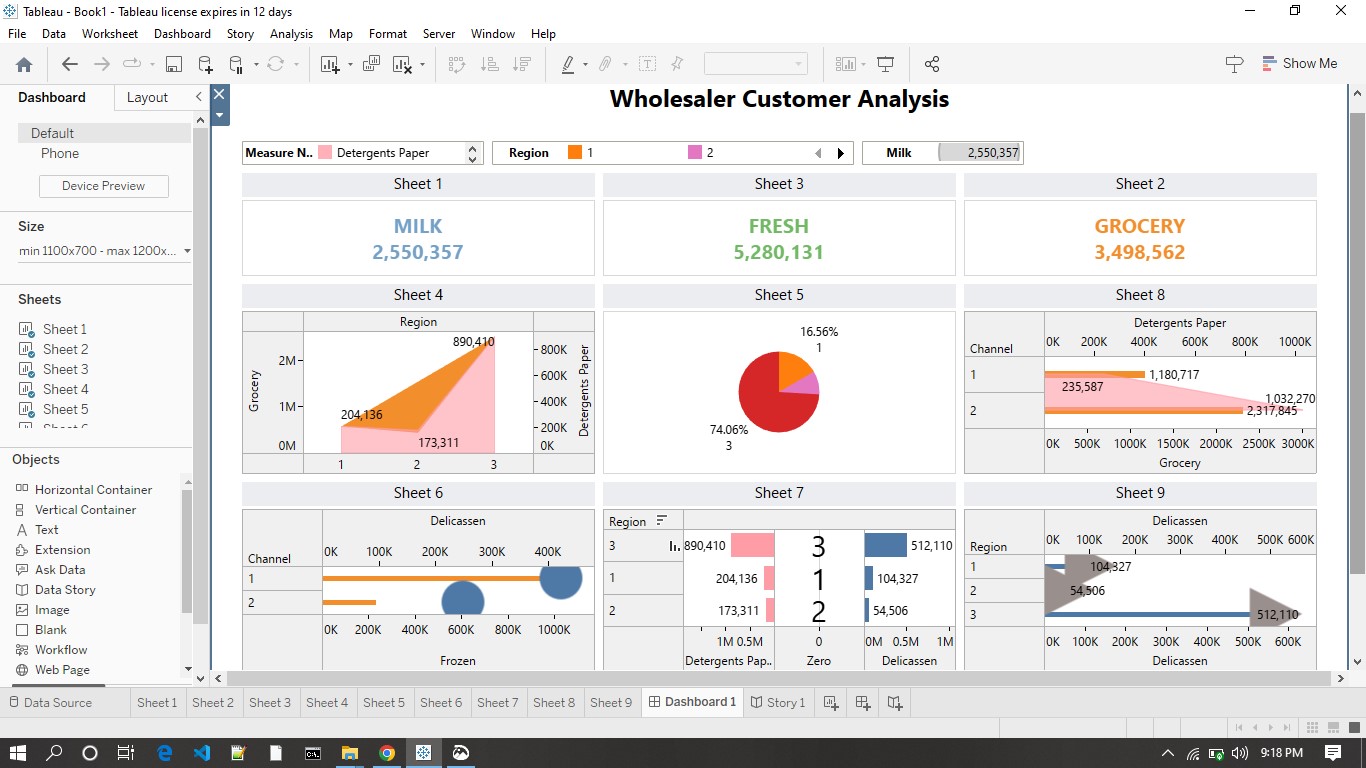 Tableau - Book1 - Tableau license expires in 12 days
File Data Worksheet Dashboard Story Analysis Map Format Server Window Help
Show Me
Dashboard Layout
Default
Phone
Device Preview
Size
min 1100x700 - max 1200x...
Sheets
Sheet 1
Sheet 2
Sheet 3
Sheet 4
Sheet 5
Objects
Horizontal Container
Vertical Container
Text
Extension
Ask Data
Data Story
Image
Blank
Workflow
Web Page
Wholesaler Customer Analysis
Measure N.. Detergents Paper
Region 1 2
Milk 2,550,357
Sheet 1
MILK
2,550,357
Sheet 3
FRESH
5,280,131
Sheet 2
GROCERY
3,498,562
Sheet 4
Region
890,410
204,136
173,311
2M
1M
0M
Grocery
800K
600K
400K
200K
0K
Detergents Paper
1 2 3
Sheet 5
16.56%
1
74.06%
3
Sheet 8
Detergents Paper
Channel
0K 200K 400K 600K 800K 1000K
1 1,180,717
235,587
1,032,270
2 2,317,845
0K 500K 1000K 1500K 2000K 2500K 3000K
Grocery
Sheet 6
Delicassen
Channel
0K 100K 200K 300K 400K
1
2
0K 200K 400K 600K 800K 1000K
Frozen
Sheet 7
Region
3 890,410 3 512,110
1 204,136 1 104,327
2 173,311 2 54,506
1M 0.5M 0 0M 0.5M 1M
Detergents Pap.. Zero Delicassen
Sheet 9
Delicassen
Region
0K 100K 200K 300K 400K 500K 600K
1 104,327
2 54,506
3 512,110
0K 100K 200K 300K 400K 500K 600K
Delicassen
Data Source Sheet 1 Sheet 2 Sheet 3 Sheet 4 Sheet 5 Sheet 6 Sheet 7 Sheet 8 Sheet 9 Dashboard 1 Story 1
9:18 PM